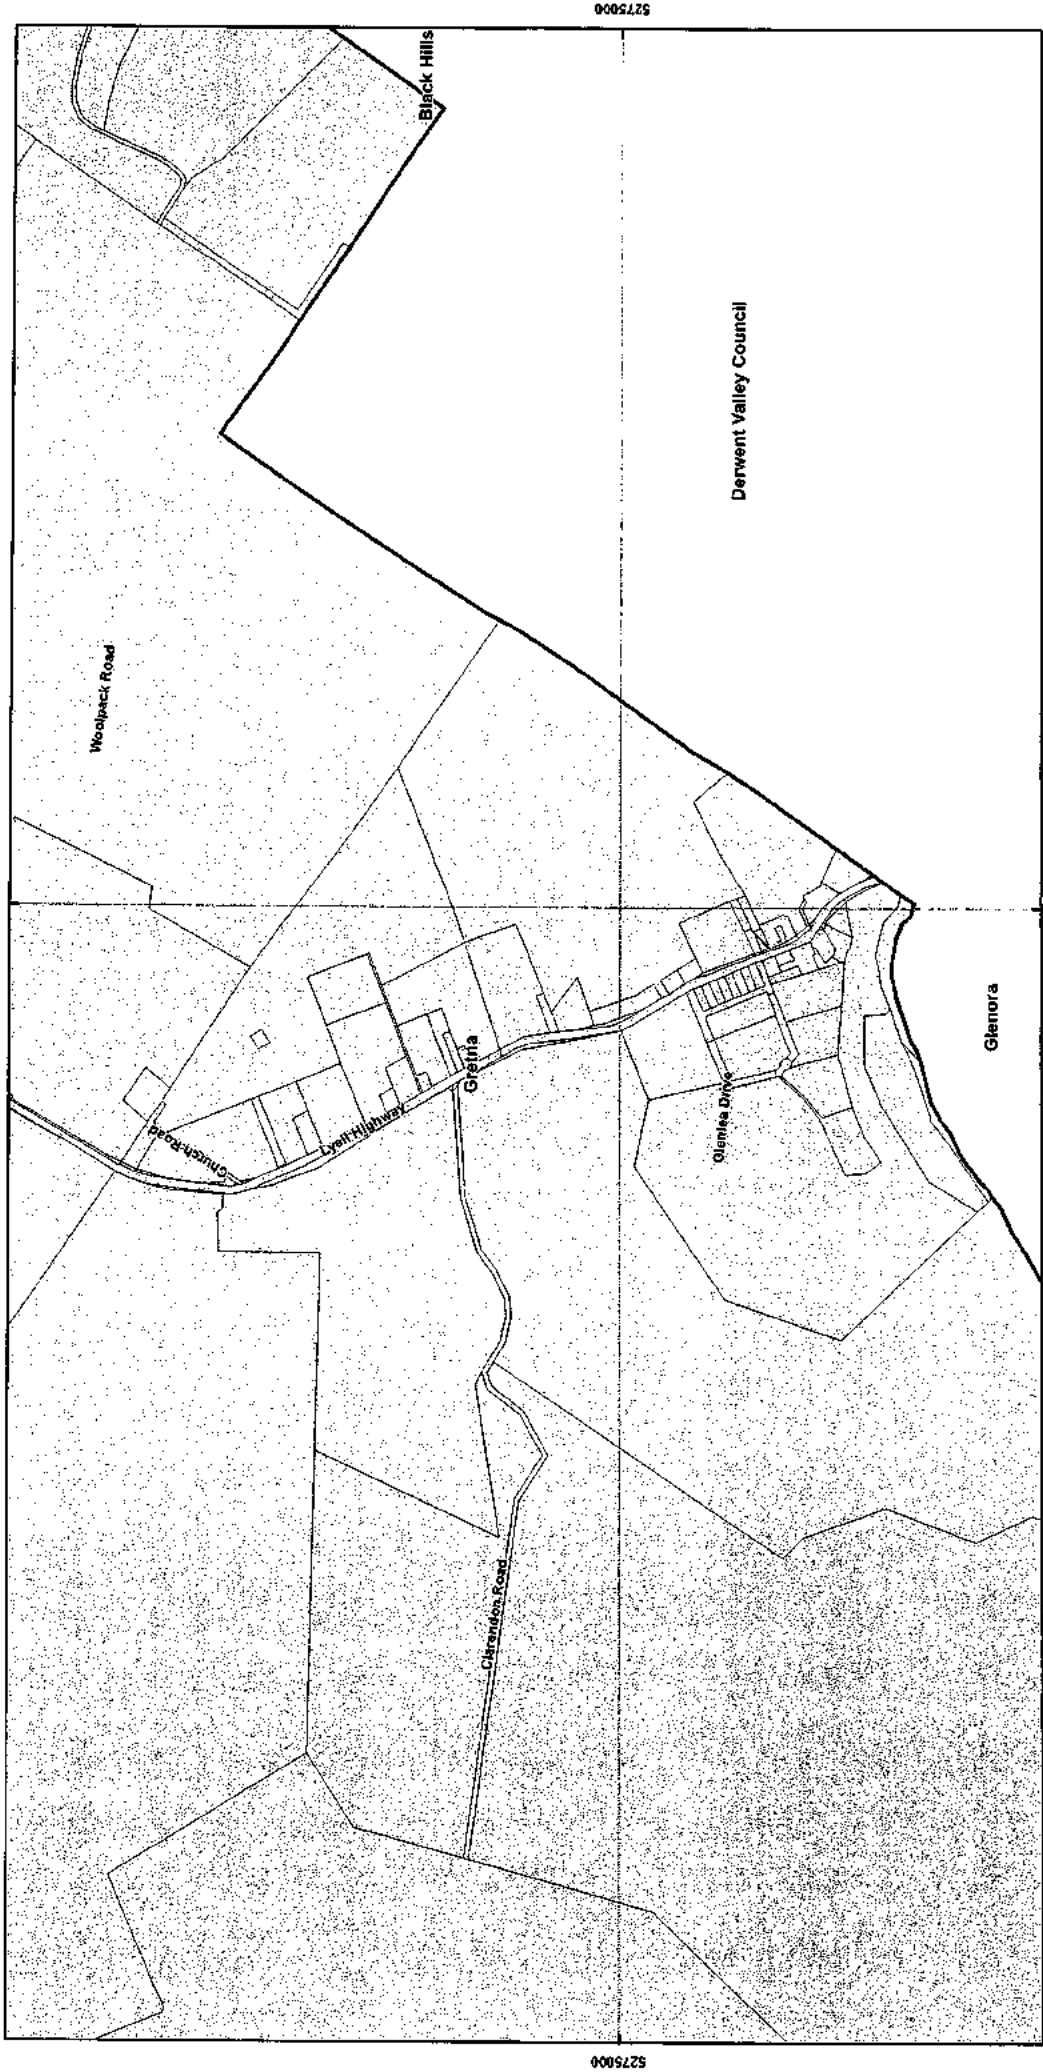 5275000
Black Hills
Derwent Valley Council
Woolpack Road
Glenora
Gretna
Glenlea Drive
Lyell Highway
Church Road
Clarendon Road
5275000